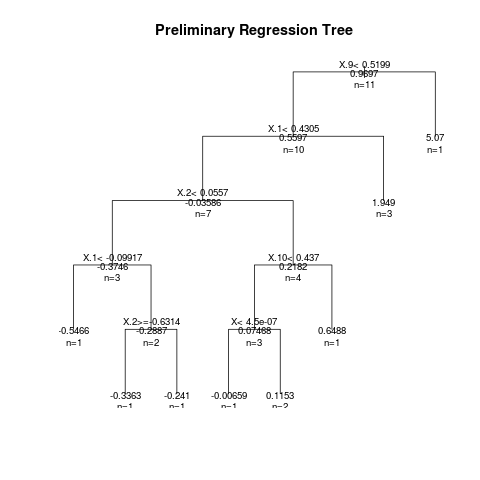 Preliminary Regression Tree
X.9< 0.5199
0.9697
n=11
X.1< 0.4305
0.5597
n=10
5.07
n=1
X.2< 0.0557
-0.03586
n=7
1.949
n=3
X.1< -0.09917
-0.3746
n=3
X.10< 0.437
0.2182
n=4
-0.5466
n=1
X.2>=-0.6314
-0.2887
n=2
X< 4.5e-07
0.07468
n=3
0.6488
n=1
-0.3363
n=1
-0.241
n=1
-0.00659
n=1
0.1153
n=2